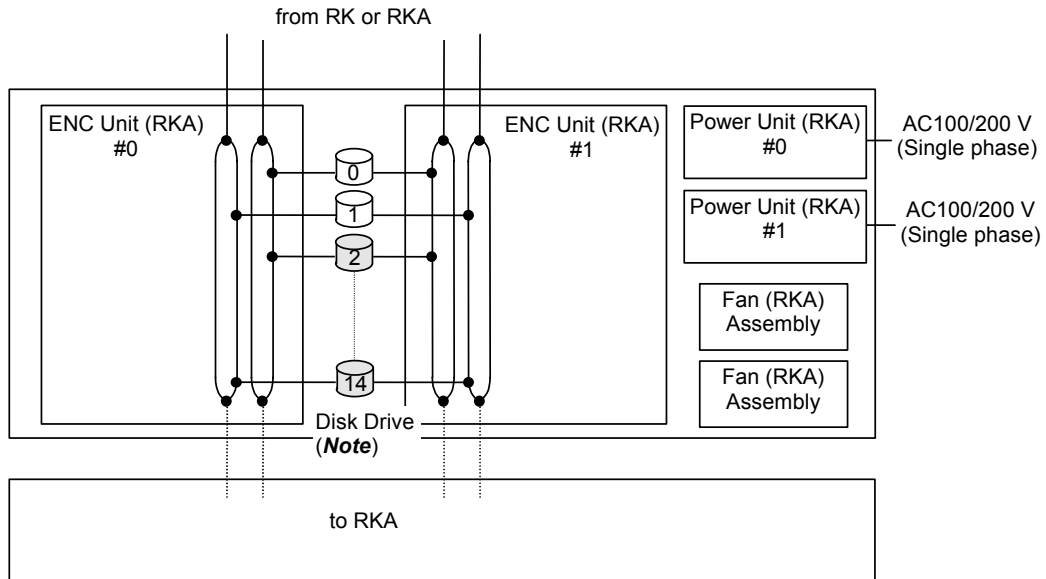 from RK or RKA
ENC Unit (RKA)
#0
ENC Unit (RKA)
#1
Power Unit (RKA)
#0
AC100/200 V
(Single phase)
Power Unit (RKA)
#1
AC100/200 V
(Single phase)
0
1
2
14
Fan (RKA)
Assembly
Fan (RKA)
Assembly
Disk Drive
(Note)
to RKA